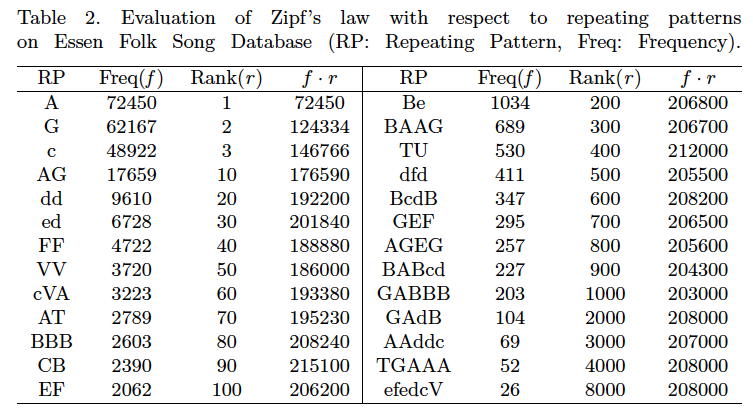 Table 2. Evaluation of Zipf's law with respect to repeating patterns
on Essen Folk Song Database (RP: Repeating Pattern, Freq: Frequency).
RP Freq(f) Rank(r) f · r RP Freq(f) Rank(r) f · r
A 72450 1 72450 Be 1034 200 206800
G 62167 2 124334 BAAG 689 300 206700
c 48922 3 146766 TU 530 400 212000
AG 17659 10 176590 dfd 411 500 205500
dd 9610 20 192200 BcdB 347 600 208200
ed 6728 30 201840 GEF 295 700 206500
FF 4722 40 188880 AGEG 257 800 205600
VV 3720 50 186000 BABcd 227 900 204300
cVA 3223 60 193380 GABBB 203 1000 203000
AT 2789 70 195230 GAdB 104 2000 208000
BBB 2603 80 208240 AAddc 69 3000 207000
CB 2390 90 215100 TGAAA 52 4000 208000
EF 2062 100 206200 efedcV 26 8000 208000